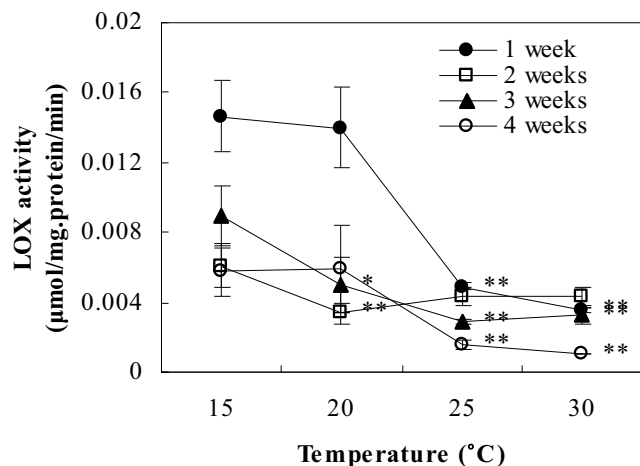 0.02
0.016
0.012
0.008
0.004
0
LOX activity
(μmol/mg.protein/min)
1 week
2 weeks
3 weeks
4 weeks
*
**
**
**
**
**
**
**
15 20 25 30
Temperature (°C)